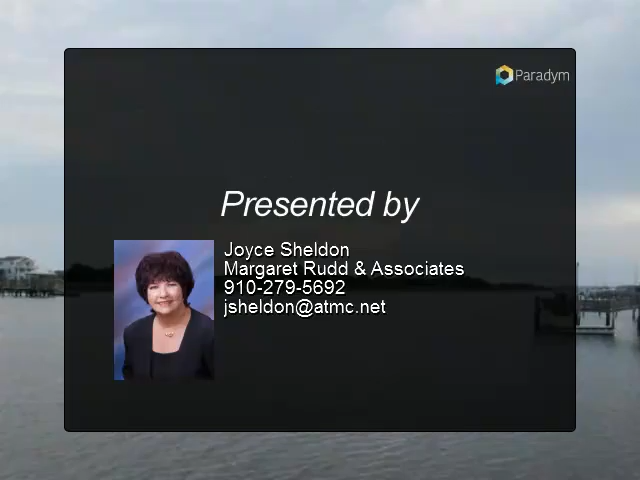 Paradym
Presented by
Joyce Sheldon
Margaret Rudd & Associates
910-279-5692
jsheldon@atmc.net